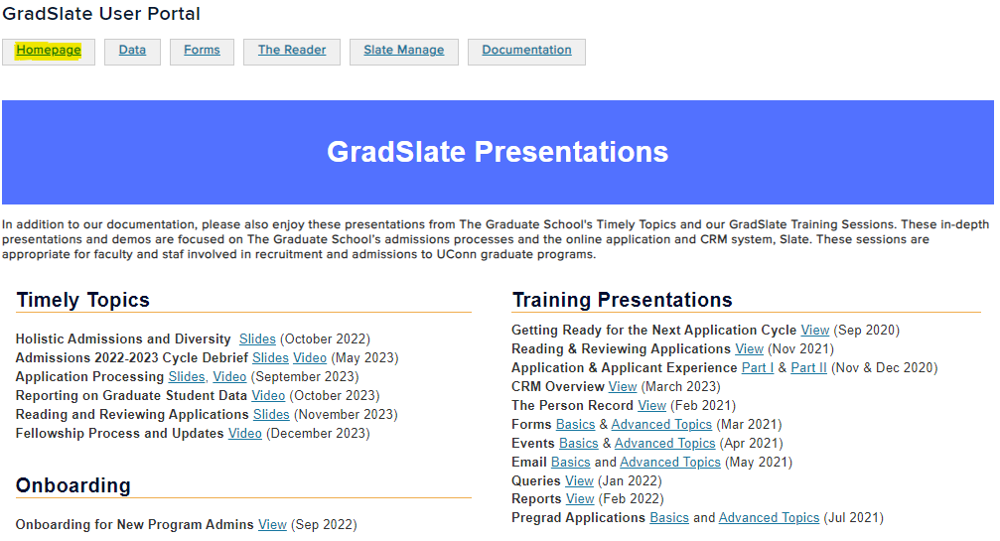 GradSlate User Portal
Homepage Data Forms The Reader Slate Manage Documentation
GradSlate Presentations
In addition to our documentation, please also enjoy these presentations from The Graduate School's Timely Topics and our GradSlate Training Sessions. These in-depth
presentations and demos are focused on The Graduate School's admissions processes and the online application and CRM system, Slate. These sessions are
appropriate for faculty and staf involved in recruitment and admissions to UConn graduate programs.
Timely Topics
Holistic Admissions and Diversity Slides (October 2022)
Admissions 2022-2023 Cycle Debrief Slides Video (May 2023)
Application Processing Slides, Video (September 2023)
Reporting on Graduate Student Data Video (October 2023)
Reading and Reviewing Applications Slides (November 2023)
Fellowship Process and Updates Video (December 2023)
Onboarding
Onboarding for New Program Admins View (Sep 2022)
Training Presentations
Getting Ready for the Next Application Cycle View (Sep 2020)
Reading & Reviewing Applications View (Nov 2021)
Application & Applicant Experience Part I & Part II (Nov & Dec 2020)
CRM Overview View (March 2023)
The Person Record View (Feb 2021)
Forms Basics & Advanced Topics (Mar 2021)
Events Basics & Advanced Topics (Apr 2021)
Email Basics and Advanced Topics (May 2021)
Queries View (Jan 2022)
Reports View (Feb 2022)
Pregrad Applications Basics and Advanced Topics (Jul 2021)